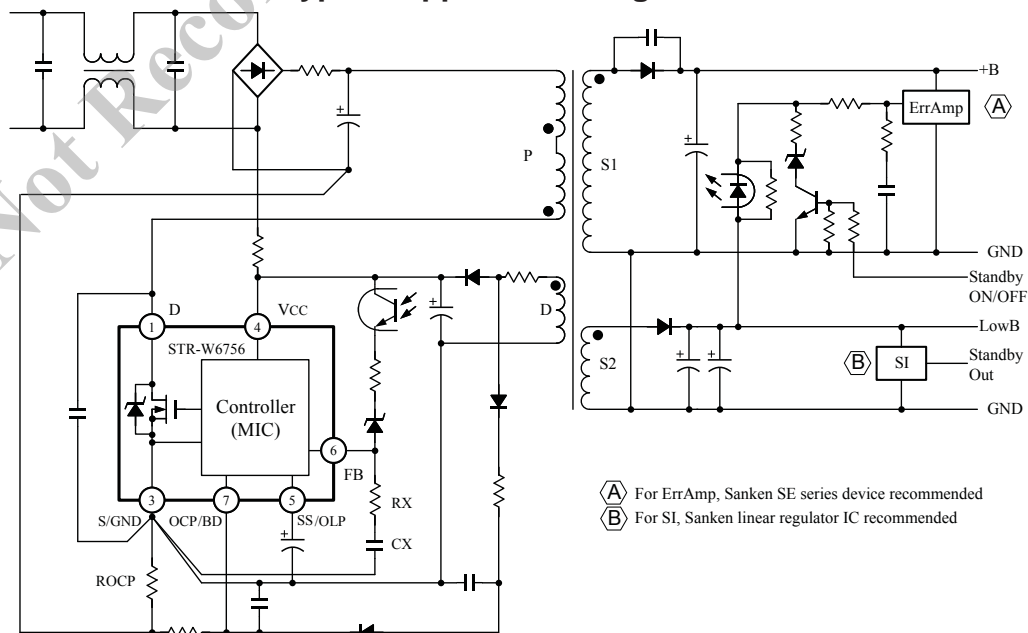 Not Reco
+B
ErrAmp
A
P
S1
GND
Standby
ON/OFF
D
D
VCC
1
4
STR-W6756
LowB
S2
B
SI
Standby
Out
Controller
(MIC)
GND
6
FB
3
7
5
RX
S/GND
OCP/BD
SS/OLP
CX
ROCP
A For ErrAmp, Sanken SE series device recommended
B For SI, Sanken linear regulator IC recommended